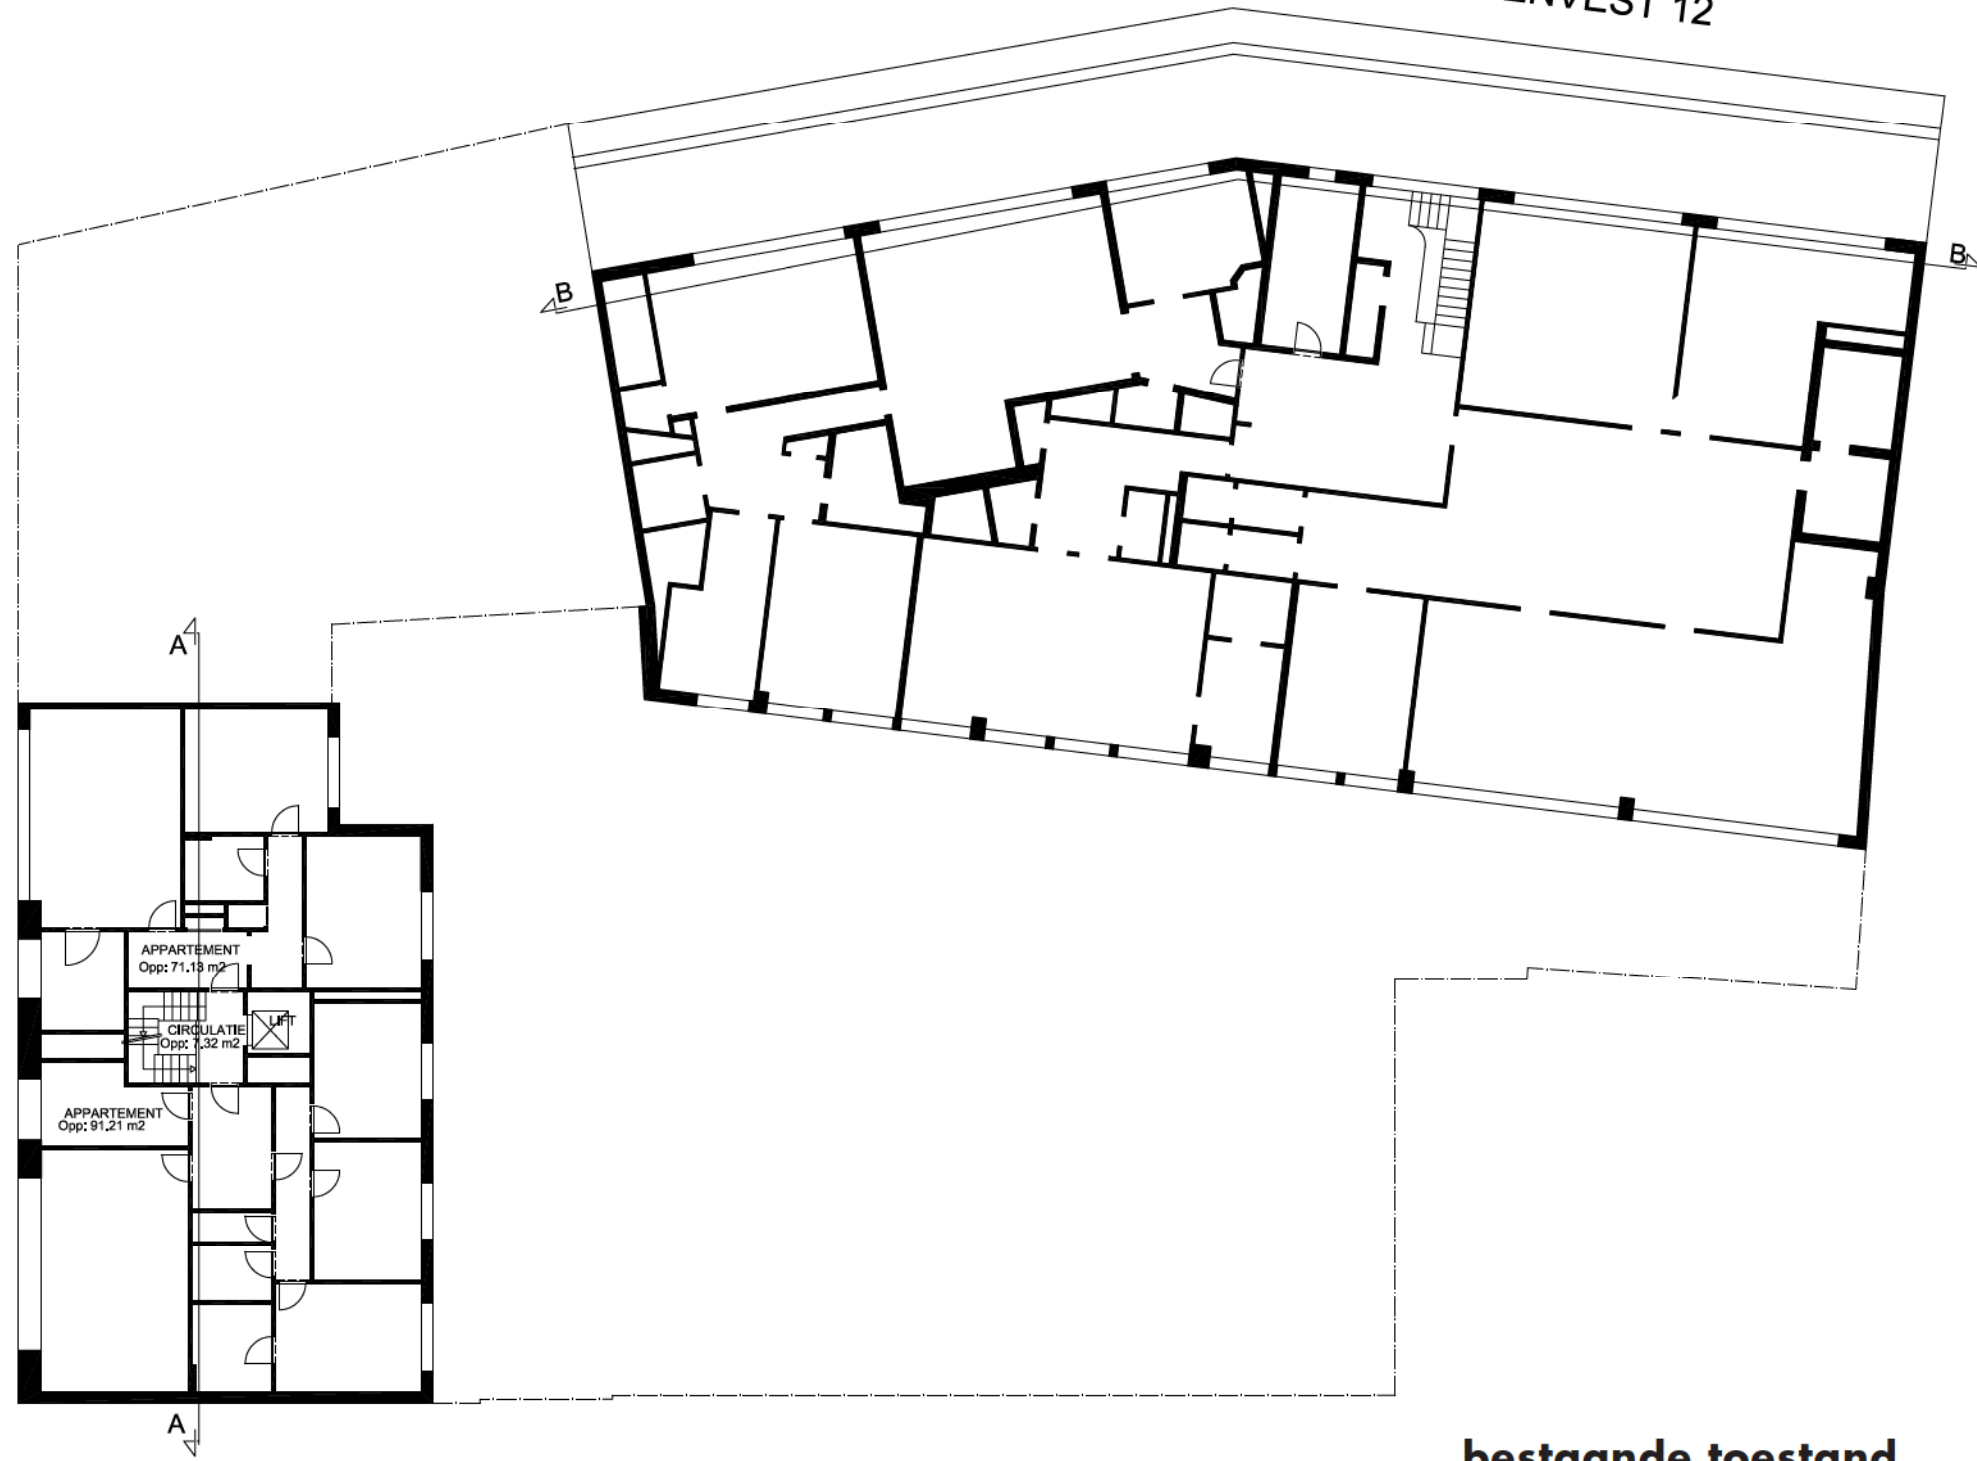 12
B
B
A
APPARTEMENT
Opp: 71.13 m2
LIFT
CIRCULATIE
Opp: 7.32 m2
APPARTEMENT
Opp: 91.21 m2
A
bestaande toestand